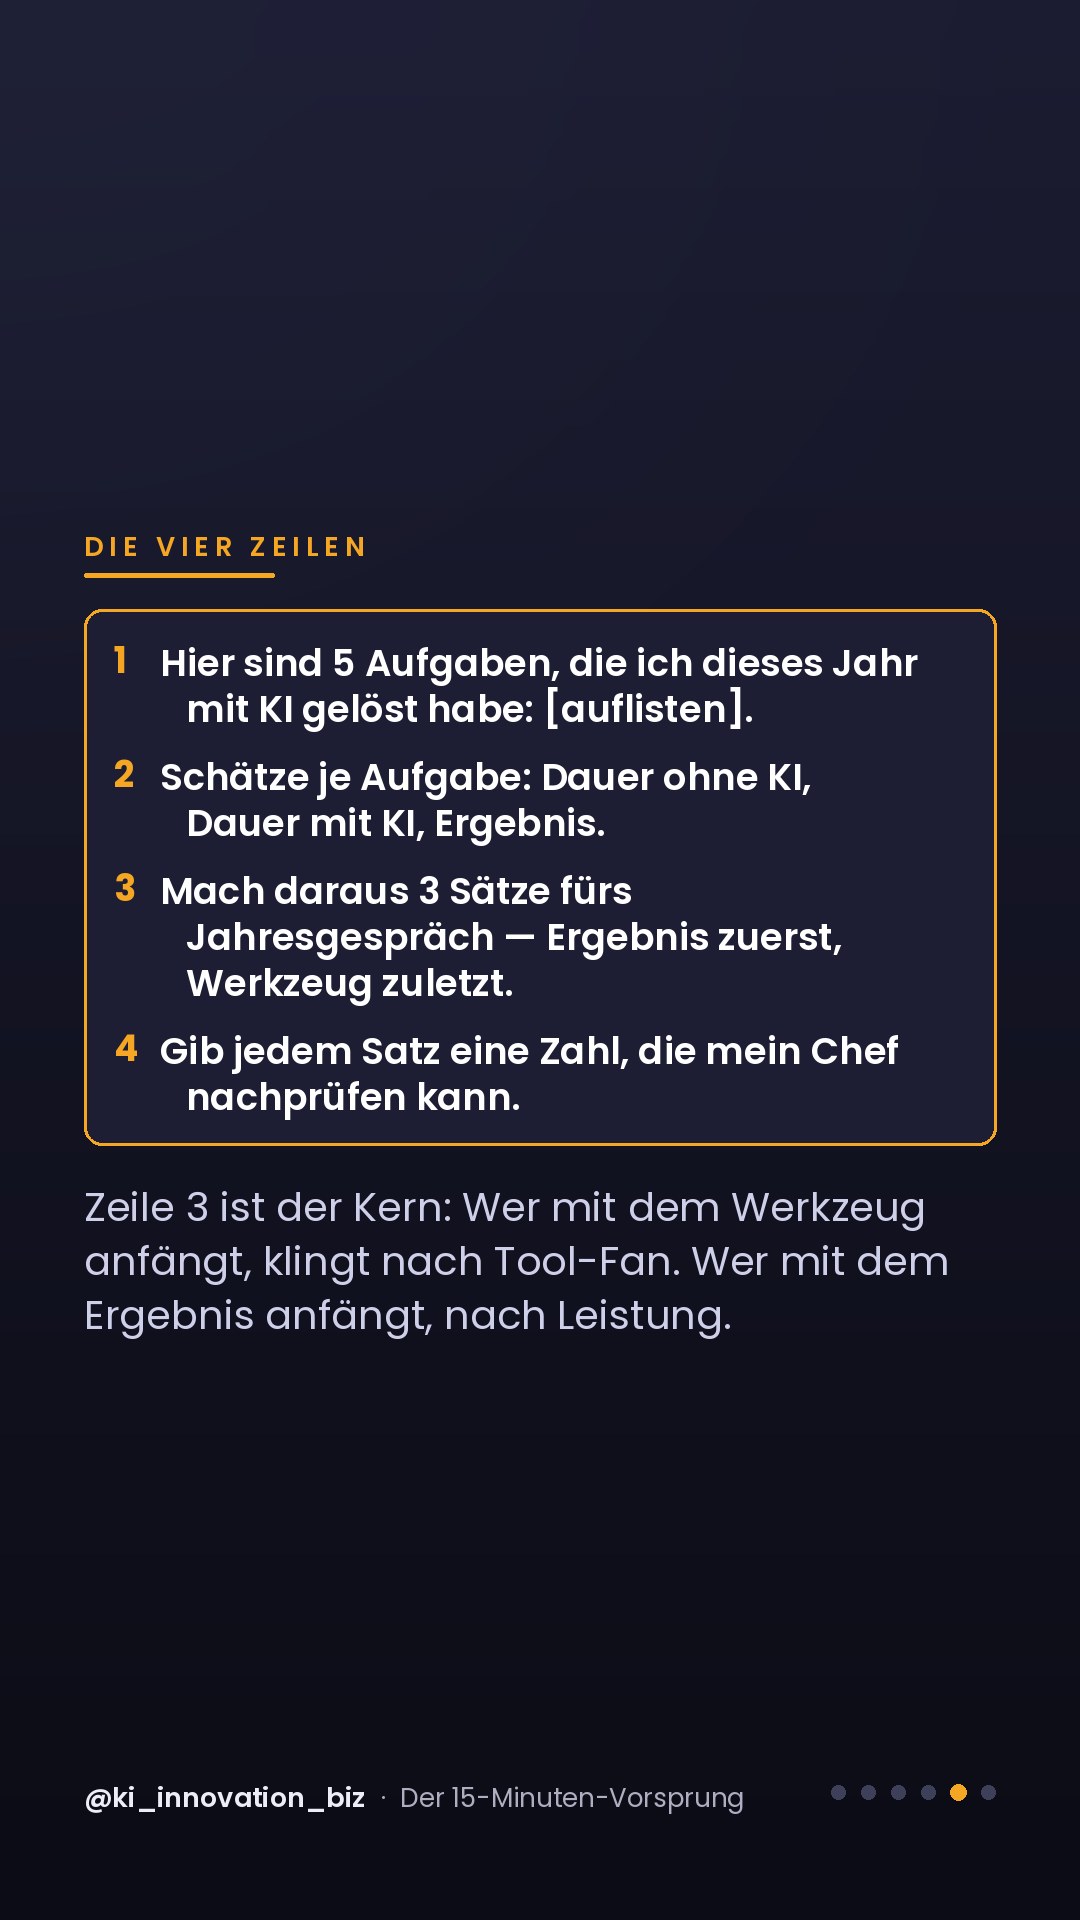 DIE VIER ZEILEN
1 Hier sind 5 Aufgaben, die ich dieses Jahr
mit KI gelöst habe: [auflisten].
2 Schätze je Aufgabe: Dauer ohne KI,
Dauer mit KI, Ergebnis.
3 Mach daraus 3 Sätze fürs
Jahresgespräch — Ergebnis zuerst,
Werkzeug zuletzt.
4 Gib jedem Satz eine Zahl, die mein Chef
nachprüfen kann.
Zeile 3 ist der Kern: Wer mit dem Werkzeug
anfängt, klingt nach Tool-Fan. Wer mit dem
Ergebnis anfängt, nach Leistung.
@ki_innovation_biz · Der 15-Minuten-Vorsprung